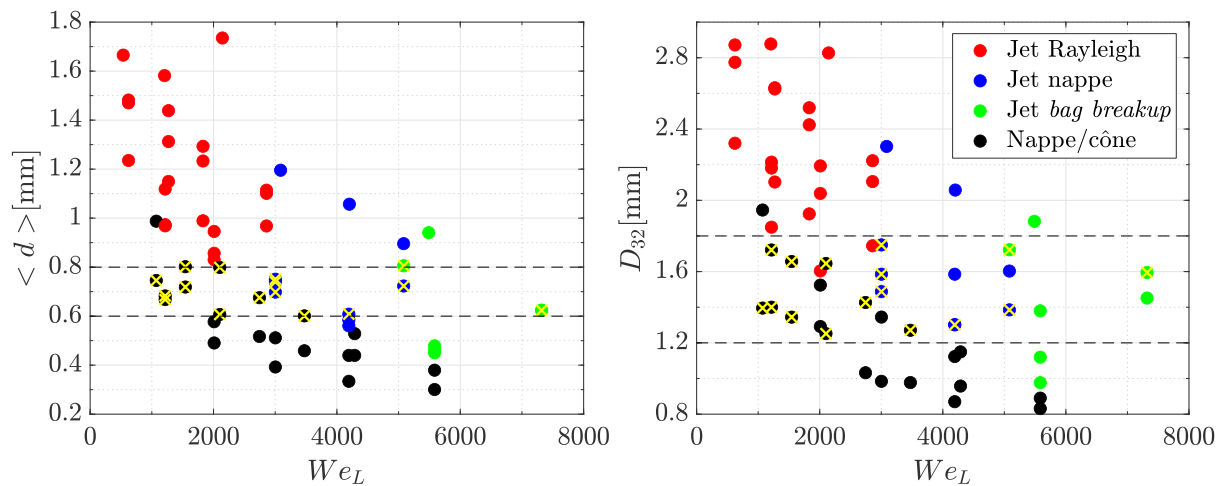 1.8
1.6
1.4
1.2
1
0.8
0.6
0.4
0.2
< d >[mm]
0 2000 4000 6000 8000
We_L
2.8
2.4
2
1.6
1.2
0.8
D_32[mm]
0 2000 4000 6000 8000
We_L
Jet Rayleigh
Jet nappe
Jet bag breakup
Nappe/cône